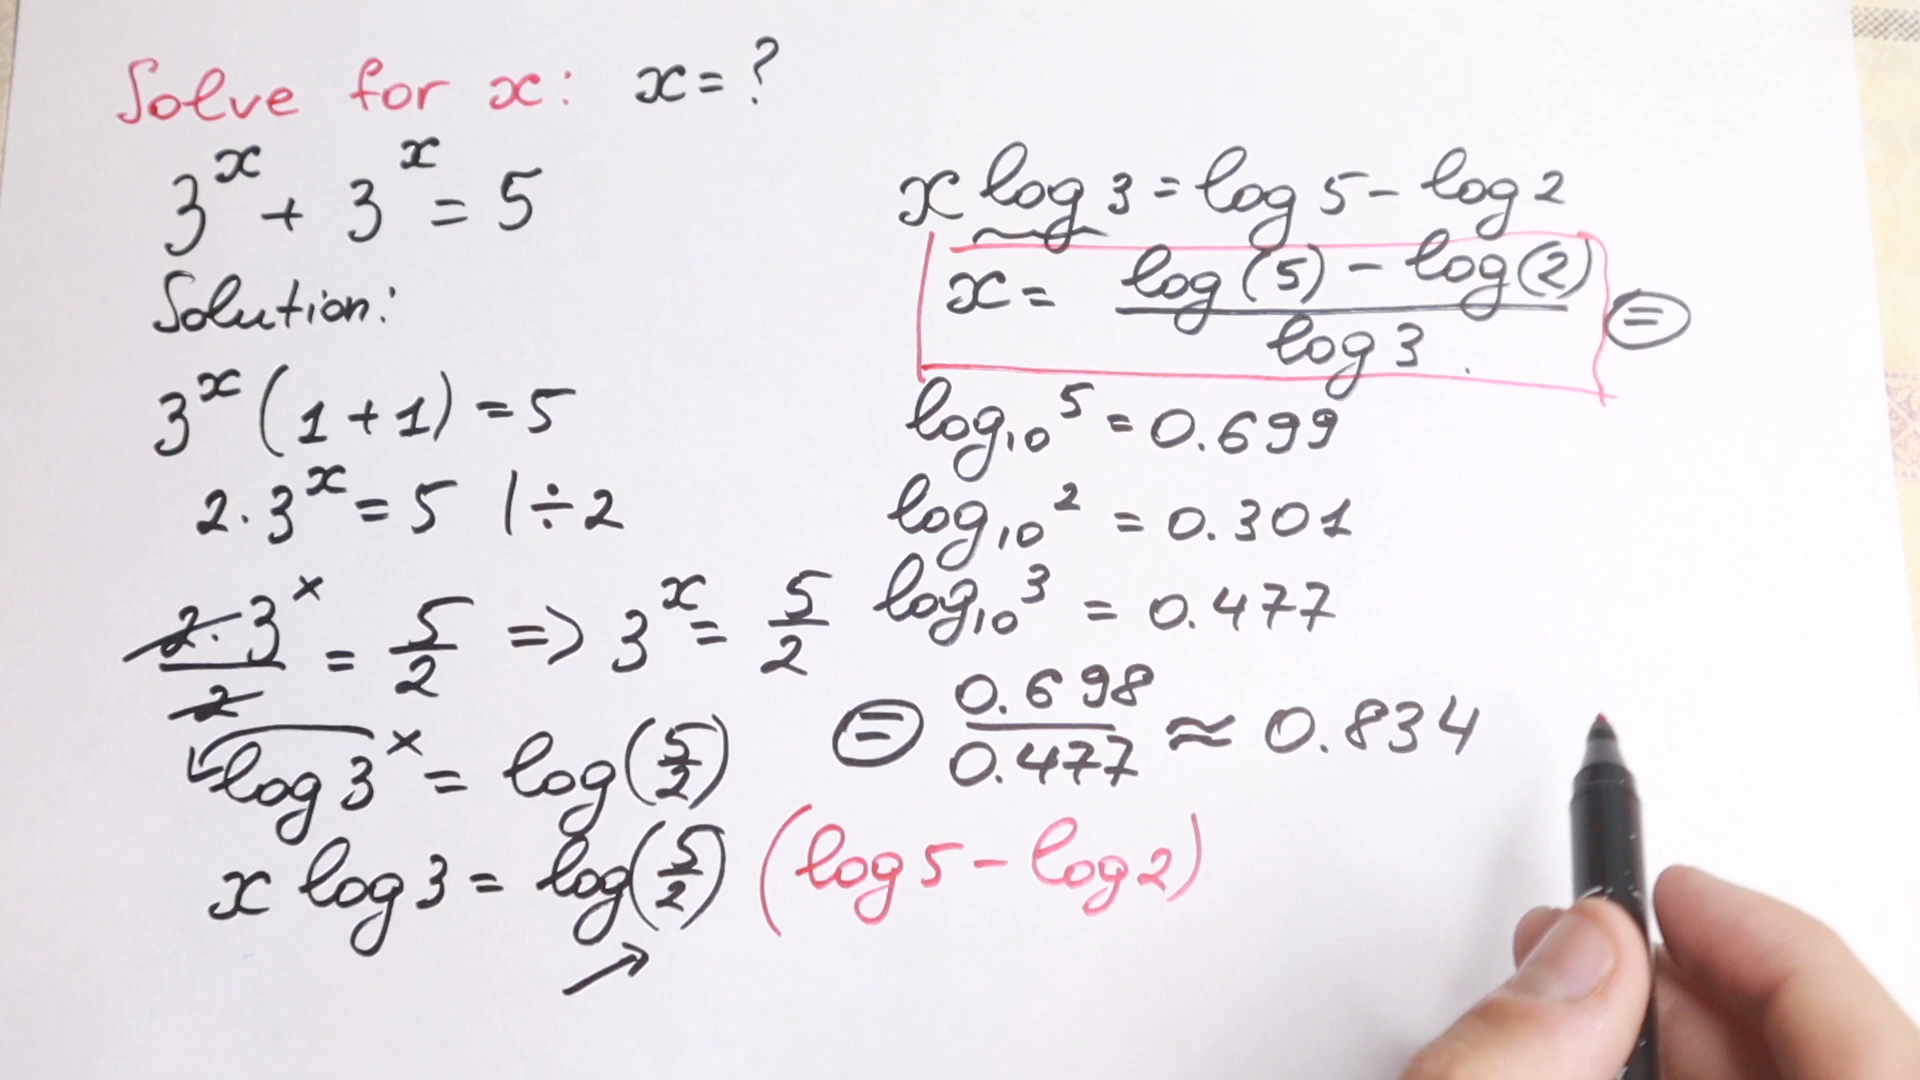 Solve for x: x = ?
3^x + 3^x = 5
Solution:
3^x (1 + 1) = 5
2 · 3^x = 5 | ÷ 2
2 · 3^x / 2 = 5/2 => 3^x = 5/2
log 3^x = log(5/2)
x log 3 = log(5/2) (log 5 - log 2)
x log 3 = log 5 - log 2
x = log(5) - log(2) / log 3 . =
log₁₀ 5 = 0.699
log₁₀ 2 = 0.301
log₁₀ 3 = 0.477
= 0.698 / 0.477 ≈ 0.834